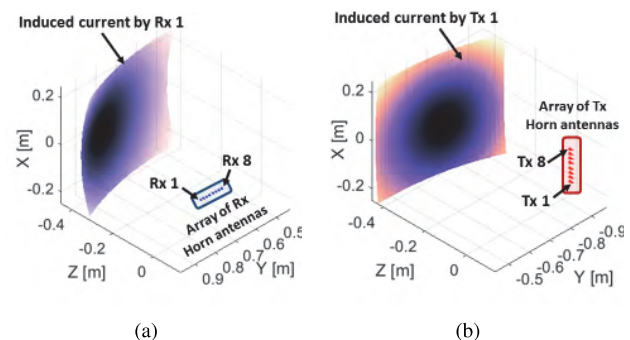 Induced current by Rx 1
0.2
0
-0.2
X [m]
-0.4
-0.2
0
Z [m]
Rx 1
Rx 8
Array of Rx
Horn antennas
0.5
0.6
0.7
0.8
0.9
Y [m]
(a)
Induced current by Tx 1
0.2
0
-0.2
X [m]
-0.4
-0.2
0
Z [m]
Array of Tx
Horn antennas
Tx 8
Tx 1
-0.9
-0.8
-0.7
-0.6
-0.5
Y [m]
(b)